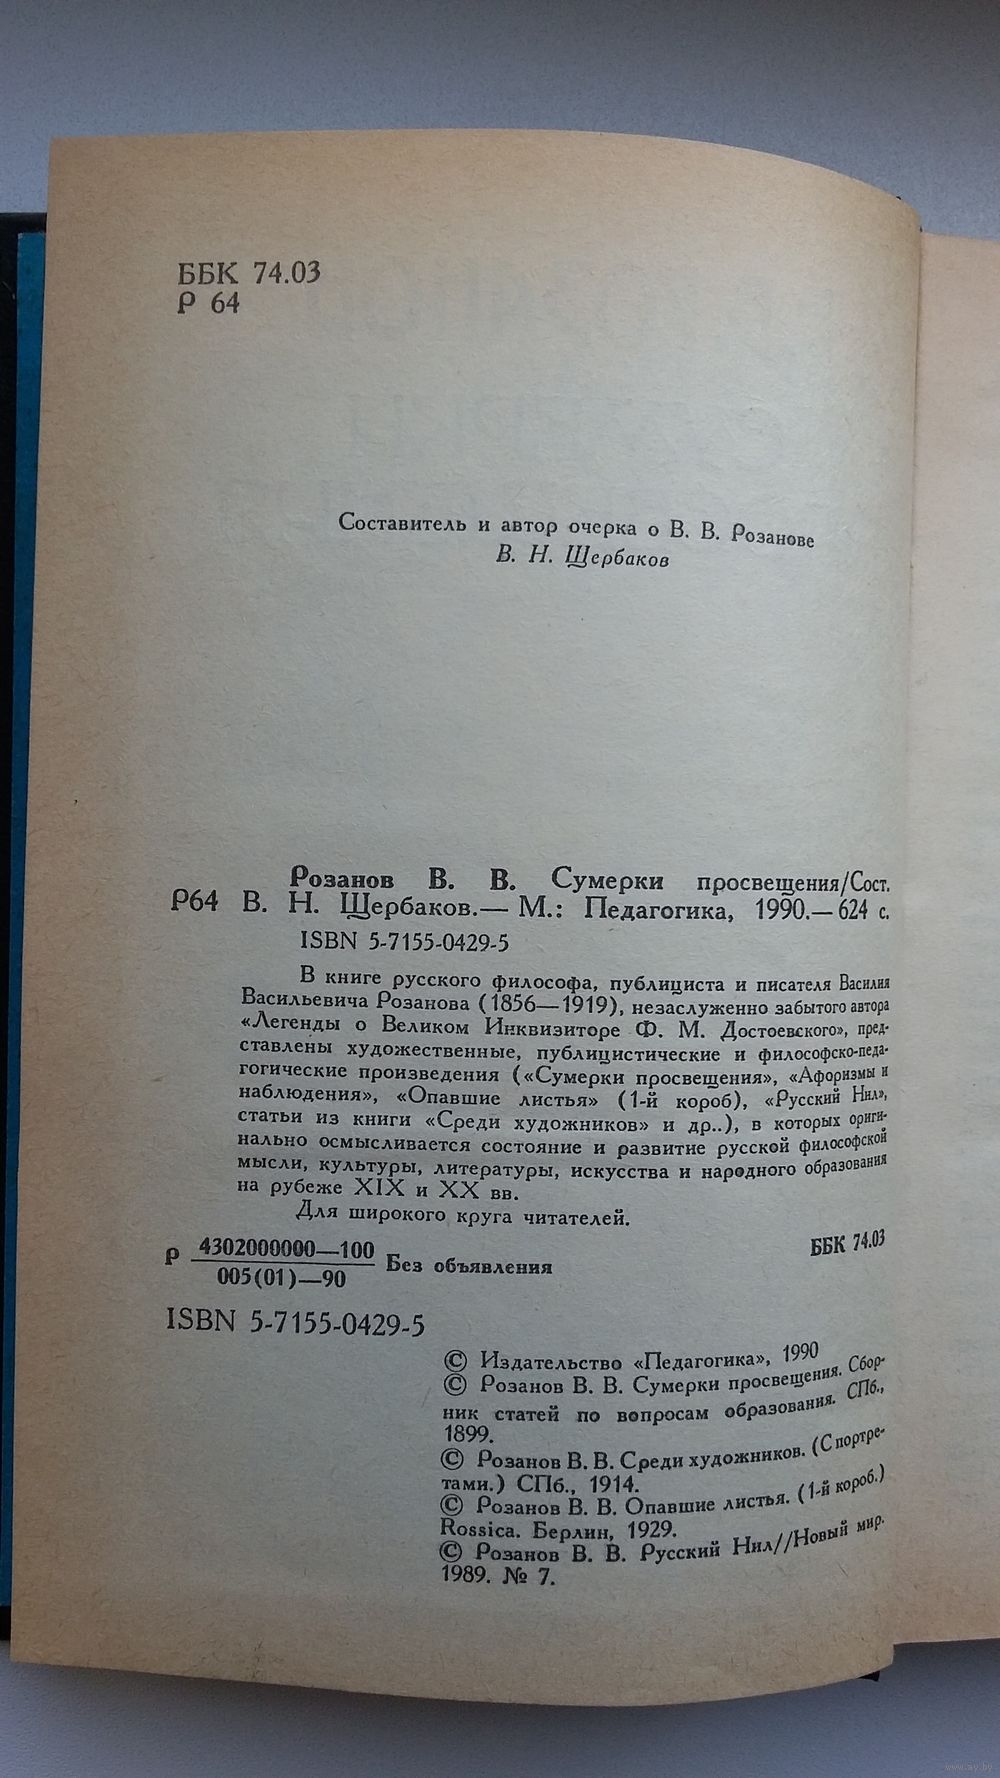 ББК 74.03
Р 64
Составитель и автор очерка о В. В. Розанове
В. Н. Щербаков
Розанов В. В. Сумерки просвещения/Сост.
Р64 В. Н. Щербаков.— М.: Педагогика, 1990.— 624 с.
ISBN 5-7155-0429-5
В книге русского философа, публициста и писателя Василия
Васильевича Розанова (1856—1919), незаслуженно забытого автора
«Легенды о Великом Инквизиторе Ф. М. Достоевского», пред-
ставлены художественные, публицистические и философско-педа-
гогические произведения («Сумерки просвещения», «Афоризмы и
наблюдения», «Опавшие листья» (1-й короб), «Русский Нил»,
статьи из книги «Среди художников» и др..), в которых ориги-
нально осмысливается состояние и развитие русской философской
мысли, культуры, литературы, искусства и народного образования
на рубеже XIX и XX вв.
Для широкого круга читателей.
Р 4302000000—100
005(01)—90
Без объявления
ББК 74.03
ISBN 5-7155-0429-5
© Издательство «Педагогика», 1990
© Розанов В. В. Сумерки просвещения. Сбор-
ник статей по вопросам образования. СПб.,
1899.
© Розанов В. В. Среди художников. (С портре-
тами.) СПб., 1914.
© Розанов В. В. Опавшие листья. (1-й короб.)
Rossica. Берлин, 1929.
© Розанов В. В. Русский Нил//Новый мир.
1989. № 7.
www.ay.by